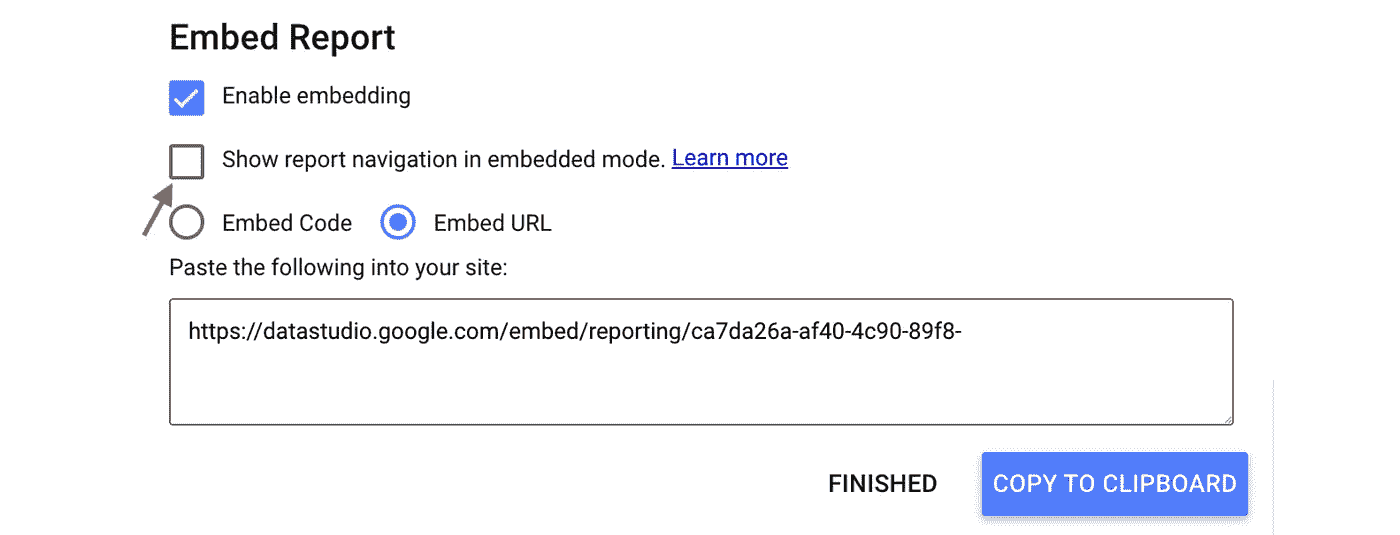 Embed Report
Enable embedding
Show report navigation in embedded mode. Learn more
Embed Code Embed URL
Paste the following into your site:
https://datastudio.google.com/embed/reporting/ca7da26a-af40-4c90-89f8-
FINISHED COPY TO CLIPBOARD